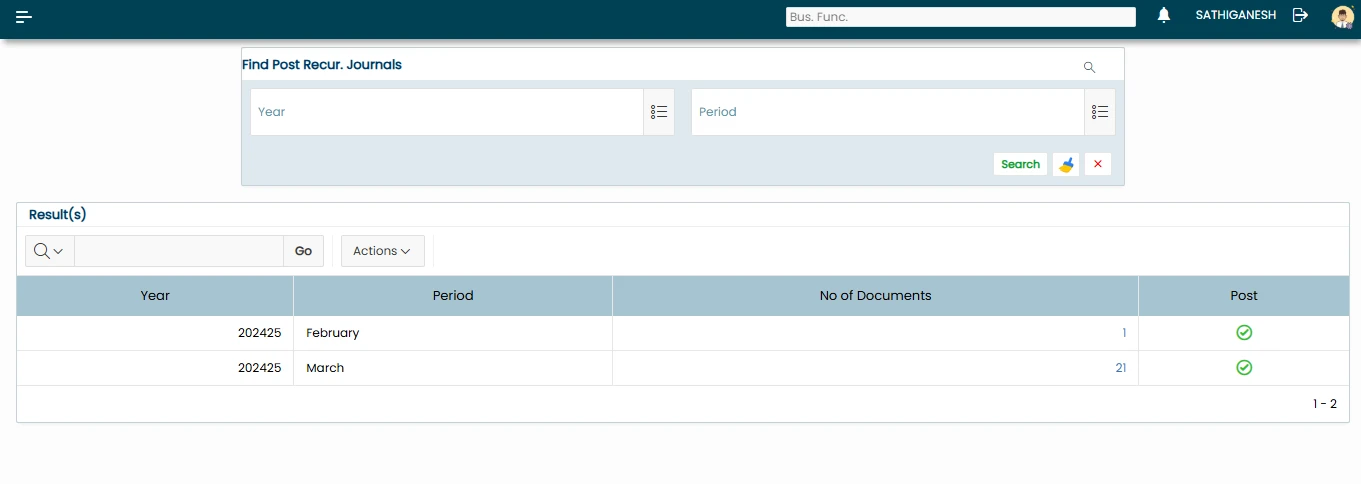 Bus. Func. SATHIGANESH
Find Post Recur. Journals
Year Period
Search
Result(s)
Go Actions
Year Period No of Documents Post
202425 February 1
202425 March 21
1 - 2